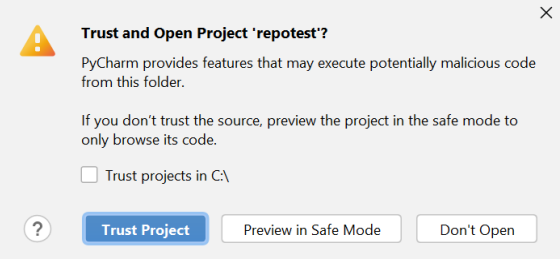 Trust and Open Project 'repotest'?
PyCharm provides features that may execute potentially malicious code
from this folder.
If you don't trust the source, preview the project in the safe mode to
only browse its code.
Trust projects in C:\
?
Trust Project
Preview in Safe Mode
Don't Open